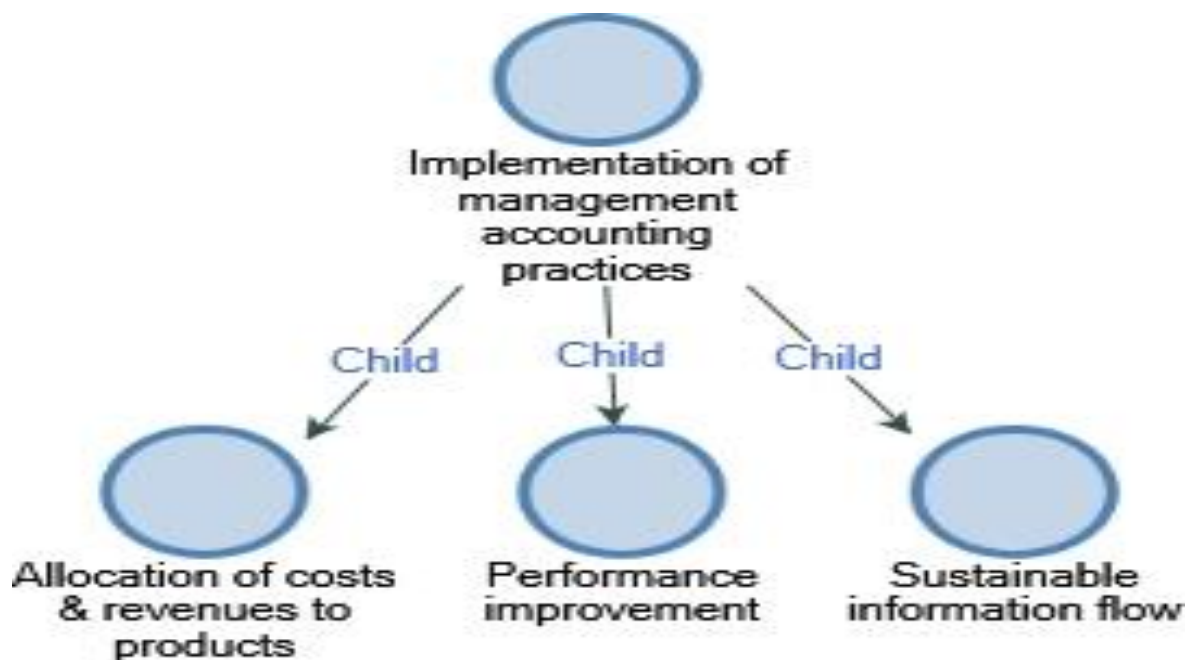 Implementation of
management
accounting
practices
Child
Child
Child
Allocation of costs
& revenues to
products
Performance
improvement
Sustainable
information flow